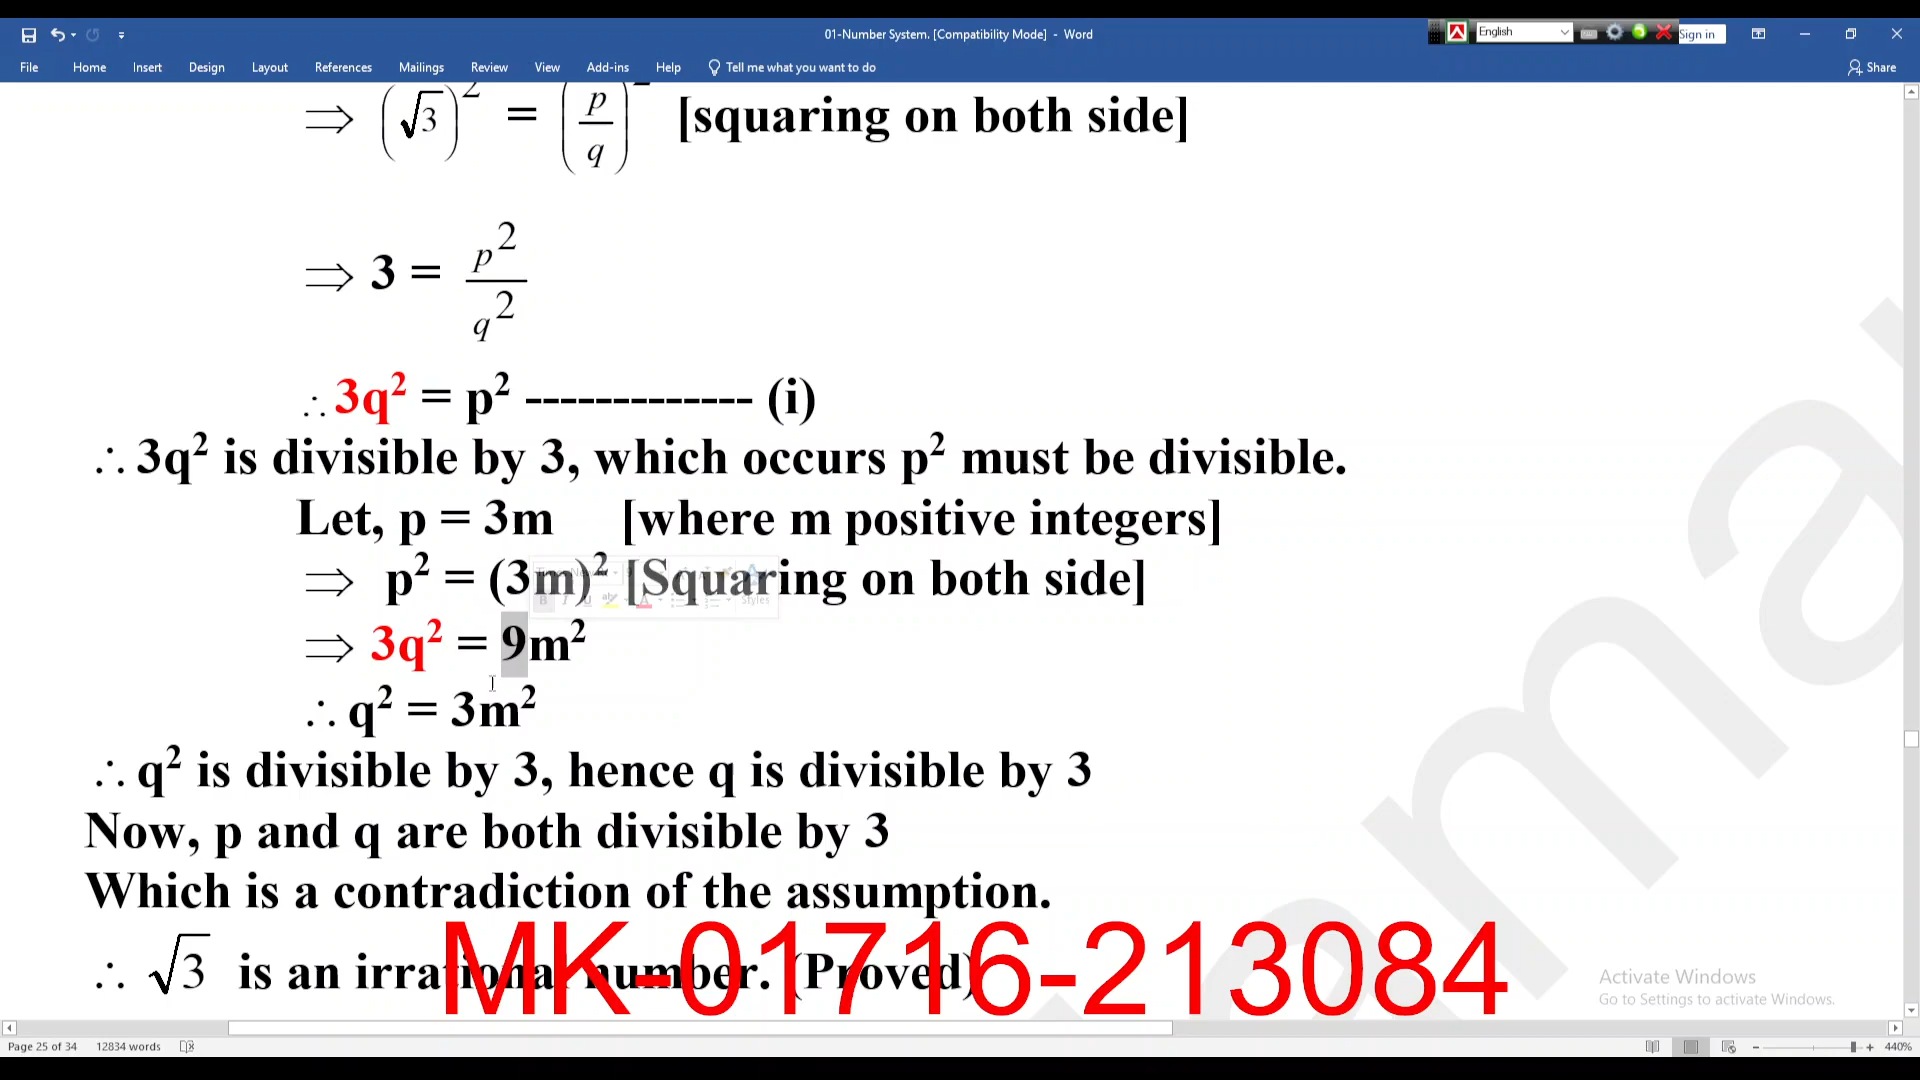 01-Number System. [Compatibility Mode] - Word
English
Sign in
File Home Insert Design Layout References Mailings Review View Add-ins Help Tell me what you want to do Share
⇒ (√3)² = (p/q)² [squaring on both side]
⇒ 3 = p²/q²
∴ 3q² = p² ------------- (i)
∴ 3q² is divisible by 3, which occurs p² must be divisible.
Let, p = 3m [where m positive integers]
⇒ p² = (3m)² [Squaring on both side]
Styles
⇒ 3q² = 9m²
∴ q² = 3m²
∴ q² is divisible by 3, hence q is divisible by 3
Now, p and q are both divisible by 3
Which is a contradiction of the assumption.
∴ √3 is an irrational number. (Proved)
MK-01716-213084
Activate Windows
Go to Settings to activate Windows.
Page 25 of 34 12834 words 440%